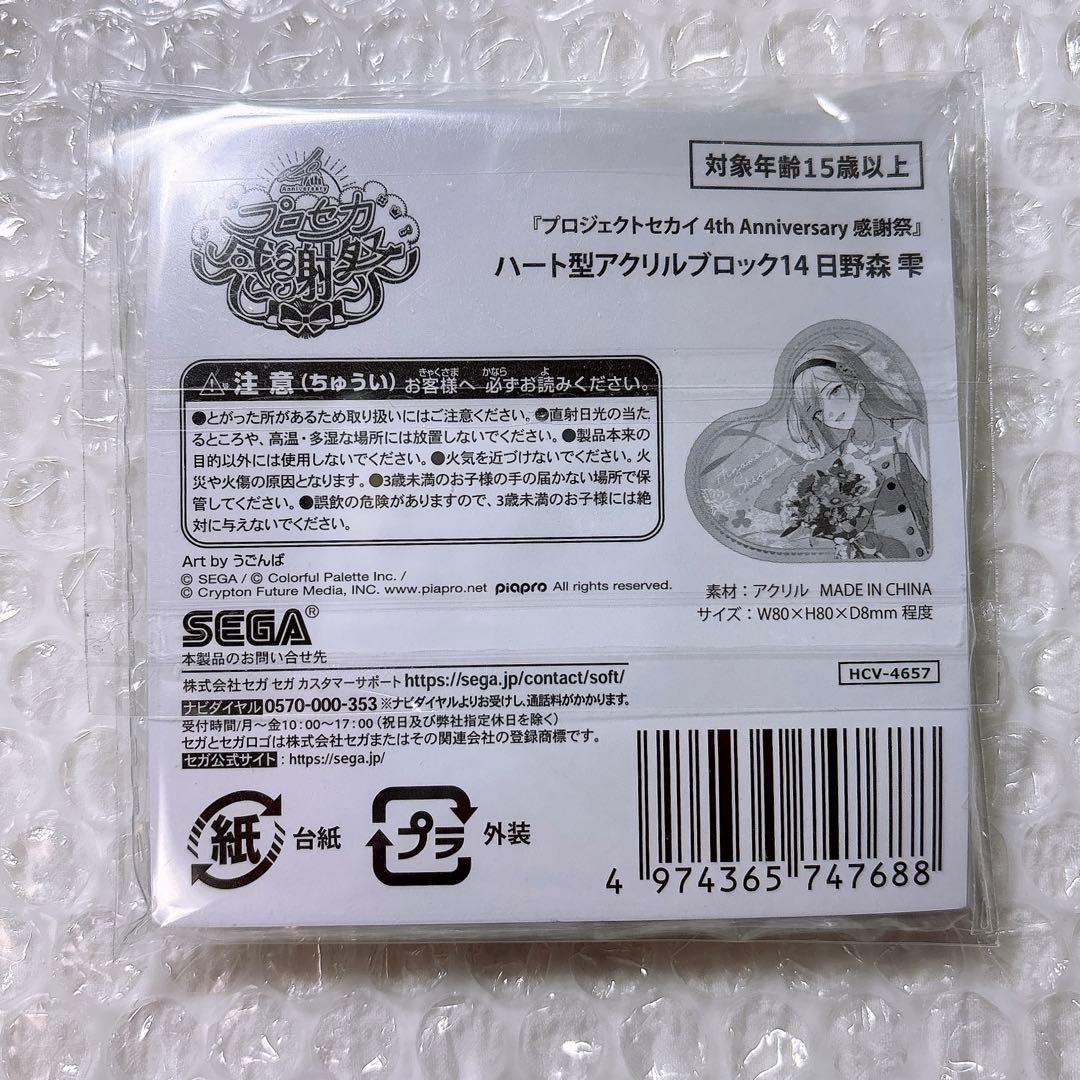 4th
Anniversary
プロセカ
感謝祭
対象年齢15歳以上
『プロジェクトセカイ 4th Anniversary 感謝祭』
ハート型アクリルブロック14 日野森 雫
きゃくさま かなら よ
注 意(ちゅうい) お客様へ 必ずお読みください。
●とがった所があるため取り扱いにはご注意ください。●直射日光の当た
るところや、高温・多湿な場所には放置しないでください。●製品本来の
目的以外には使用しないでください。●火気を近づけないでください。火
災や火傷の原因となります。●3歳未満のお子様の手の届かない場所で保
管してください。●誤飲の危険がありますので、3歳未満のお子様には絶
対に与えないでください。
Art by うごんば
© SEGA / © Colorful Palette Inc. /
© Crypton Future Media, INC. www.piapro.net piapro All rights reserved.
素材:アクリル MADE IN CHINA
サイズ:W80×H80×D8mm 程度
SEGA®
本製品のお問い合せ先
株式会社セガ セガ カスタマーサポート https://sega.jp/contact/soft/
HCV-4657
ナビダイヤル 0570-000-353 ※ナビダイヤルよりお受けし、通話料がかかります。
受付時間/月~金10:00~17:00(祝日及び弊社指定休日を除く)
セガとセガロゴは株式会社セガまたはその関連会社の登録商標です。
セガ公式サイト:https://sega.jp/
紙 台紙
プラ 外装
4 974365 747688